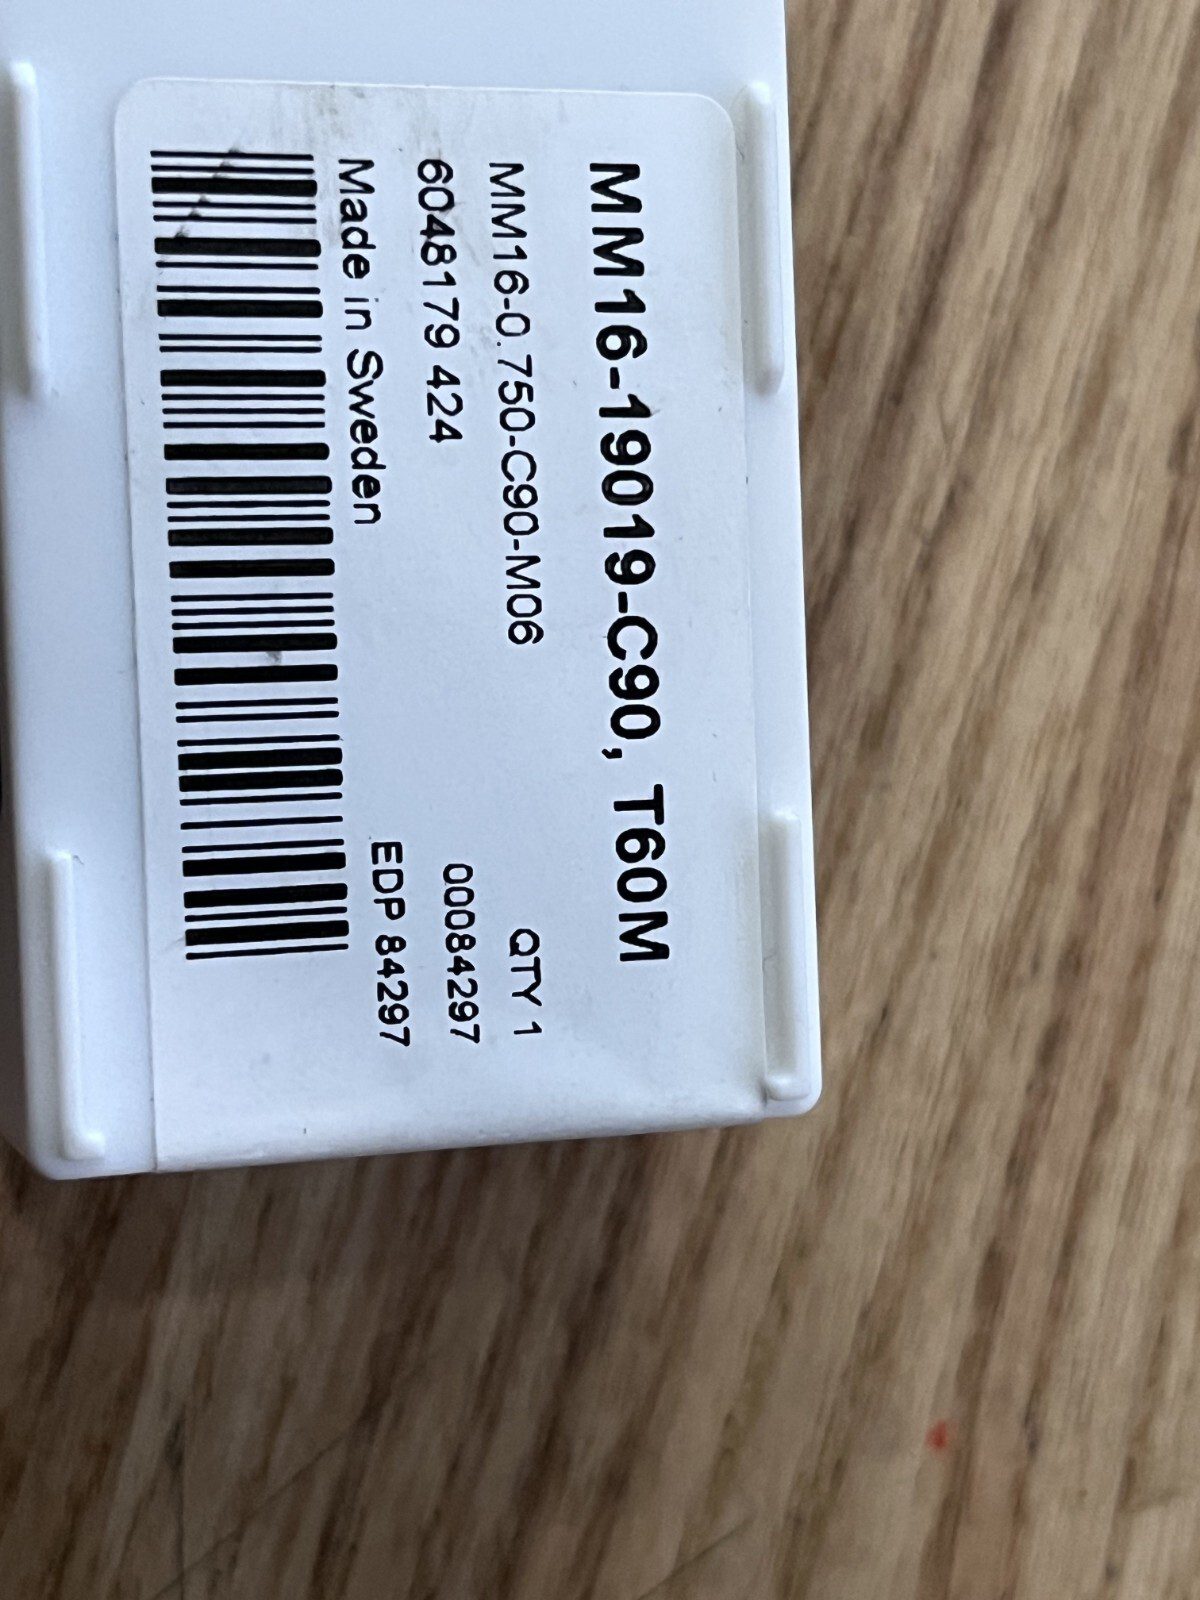 MM16-19019-C90, T60M
MM16-0.750-C90-M06 QTY 1
6048179 424 00084297
Made in Sweden EDP 84297